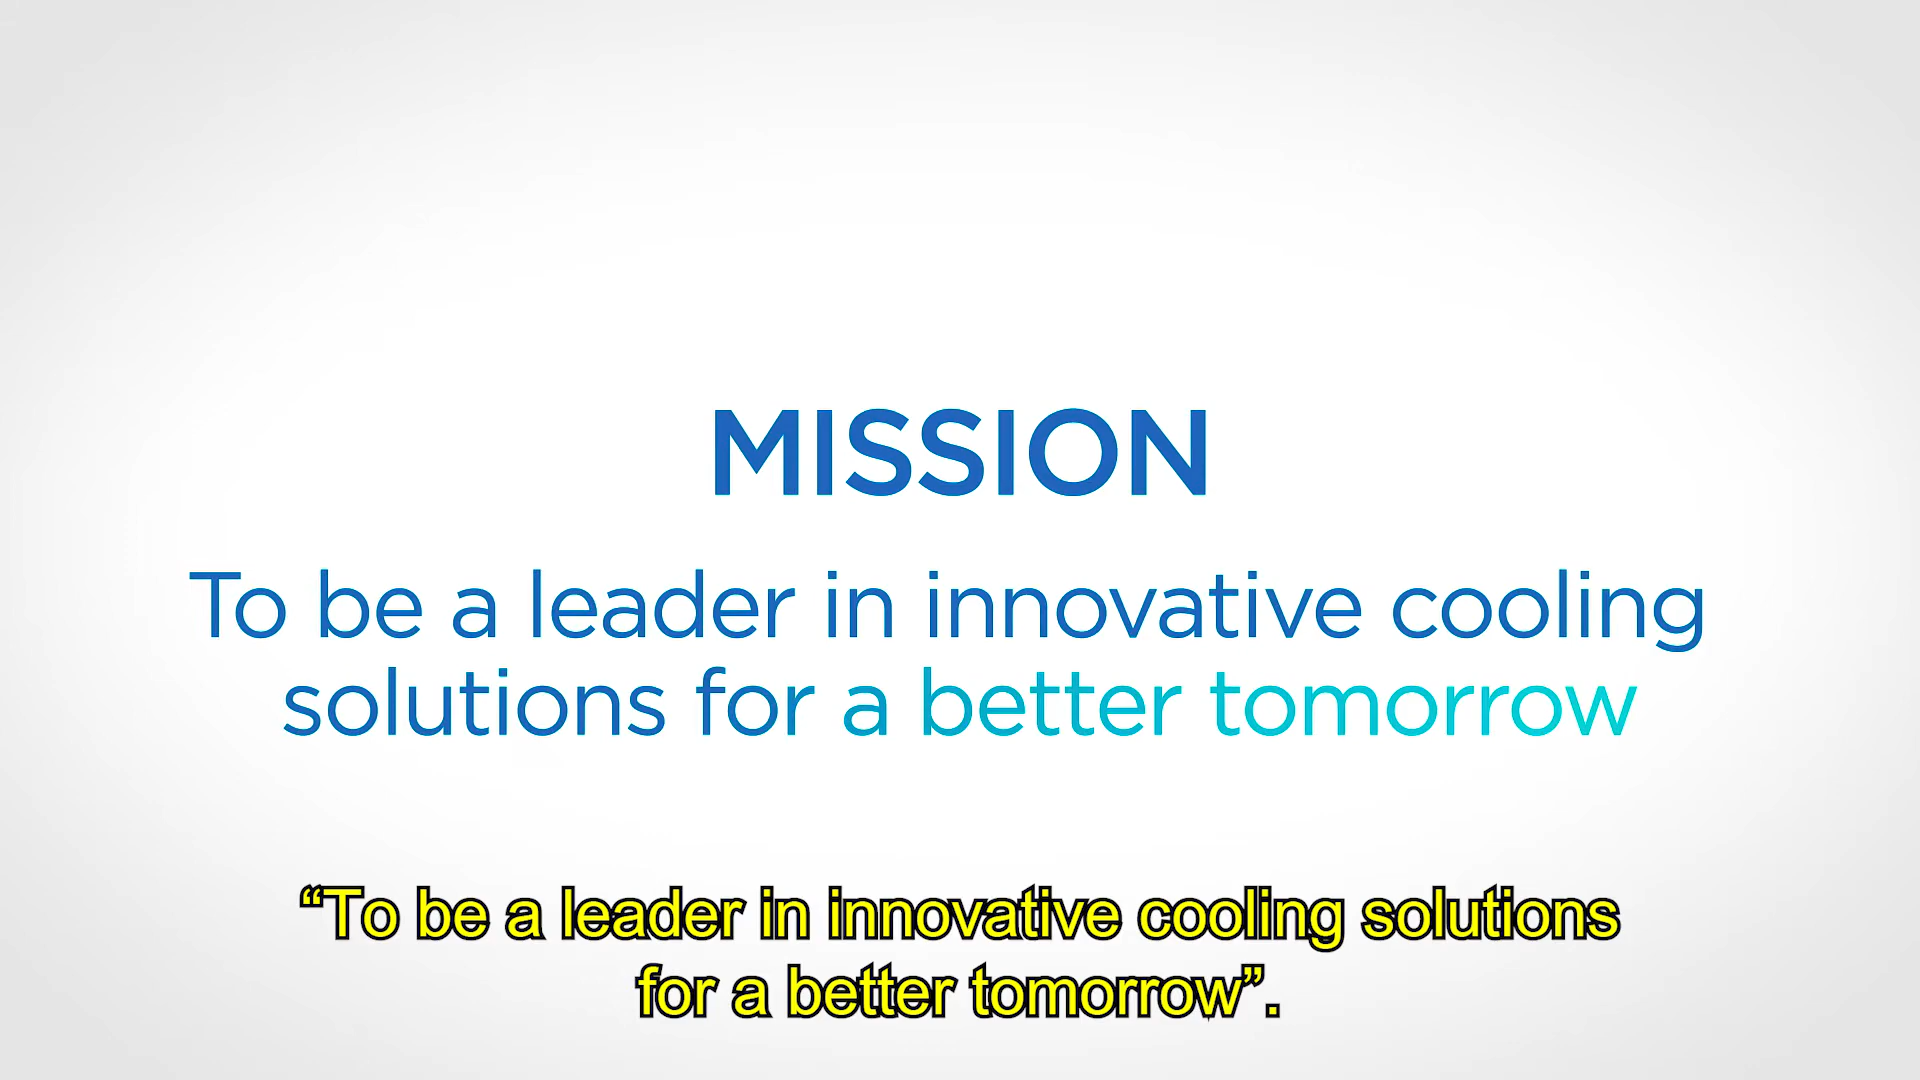 MISSION
To be a leader in innovative cooling
solutions for a better tomorrow
“To be a leader in innovative cooling solutions
for a better tomorrow”.